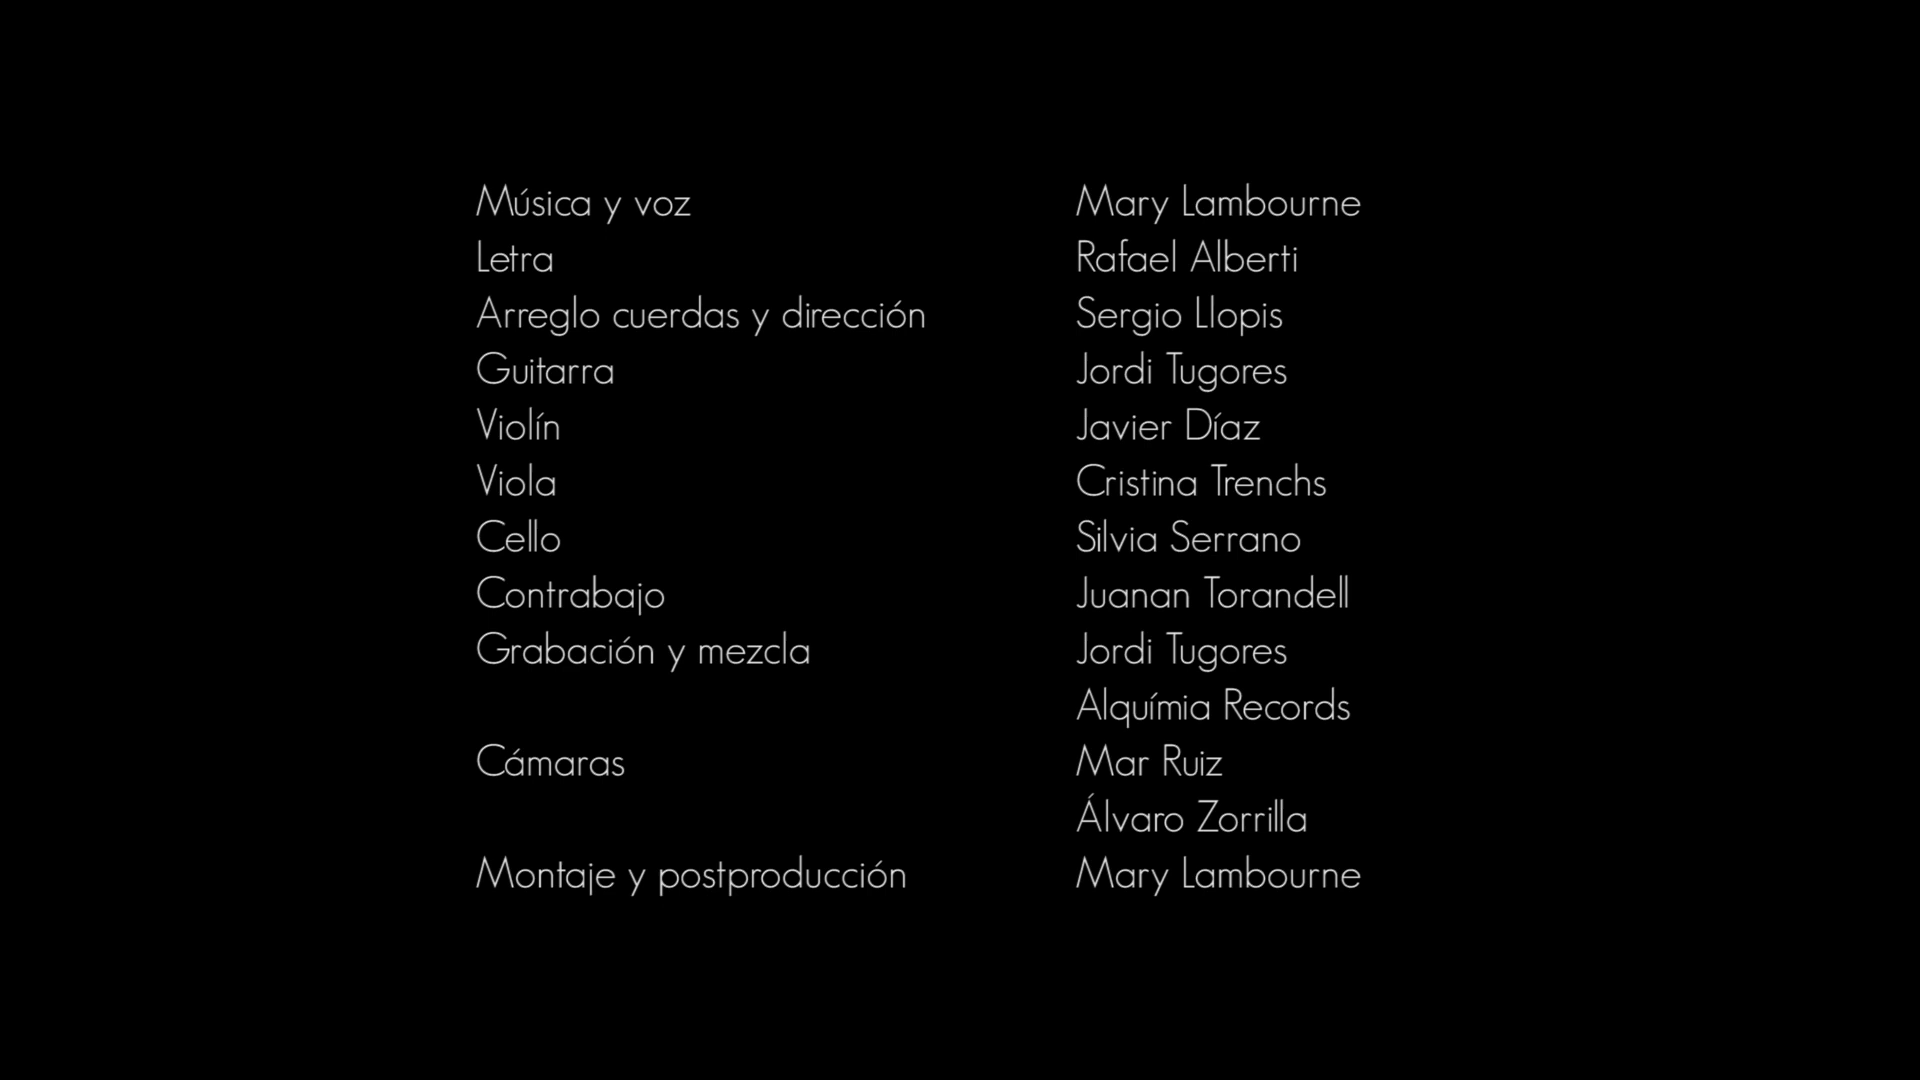 Música y voz Mary Lambourne
Letra Rafael Alberti
Arreglo cuerdas y dirección Sergio Llopis
Guitarra Jordi Tugores
Violín Javier Díaz
Viola Cristina Trenchs
Cello Silvia Serrano
Contrabajo Juanan Torandell
Grabación y mezcla Jordi Tugores
Alquímia Records
Cámaras Mar Ruiz
Álvaro Zorrilla
Montaje y postproducción Mary Lambourne